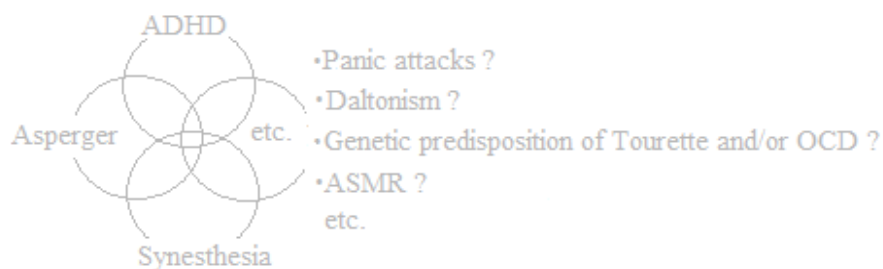 ADHD
Asperger
etc.
Synesthesia
•Panic attacks ?
•Daltonism ?
•Genetic predisposition of Tourette and/or OCD ?
•ASMR ?
etc.